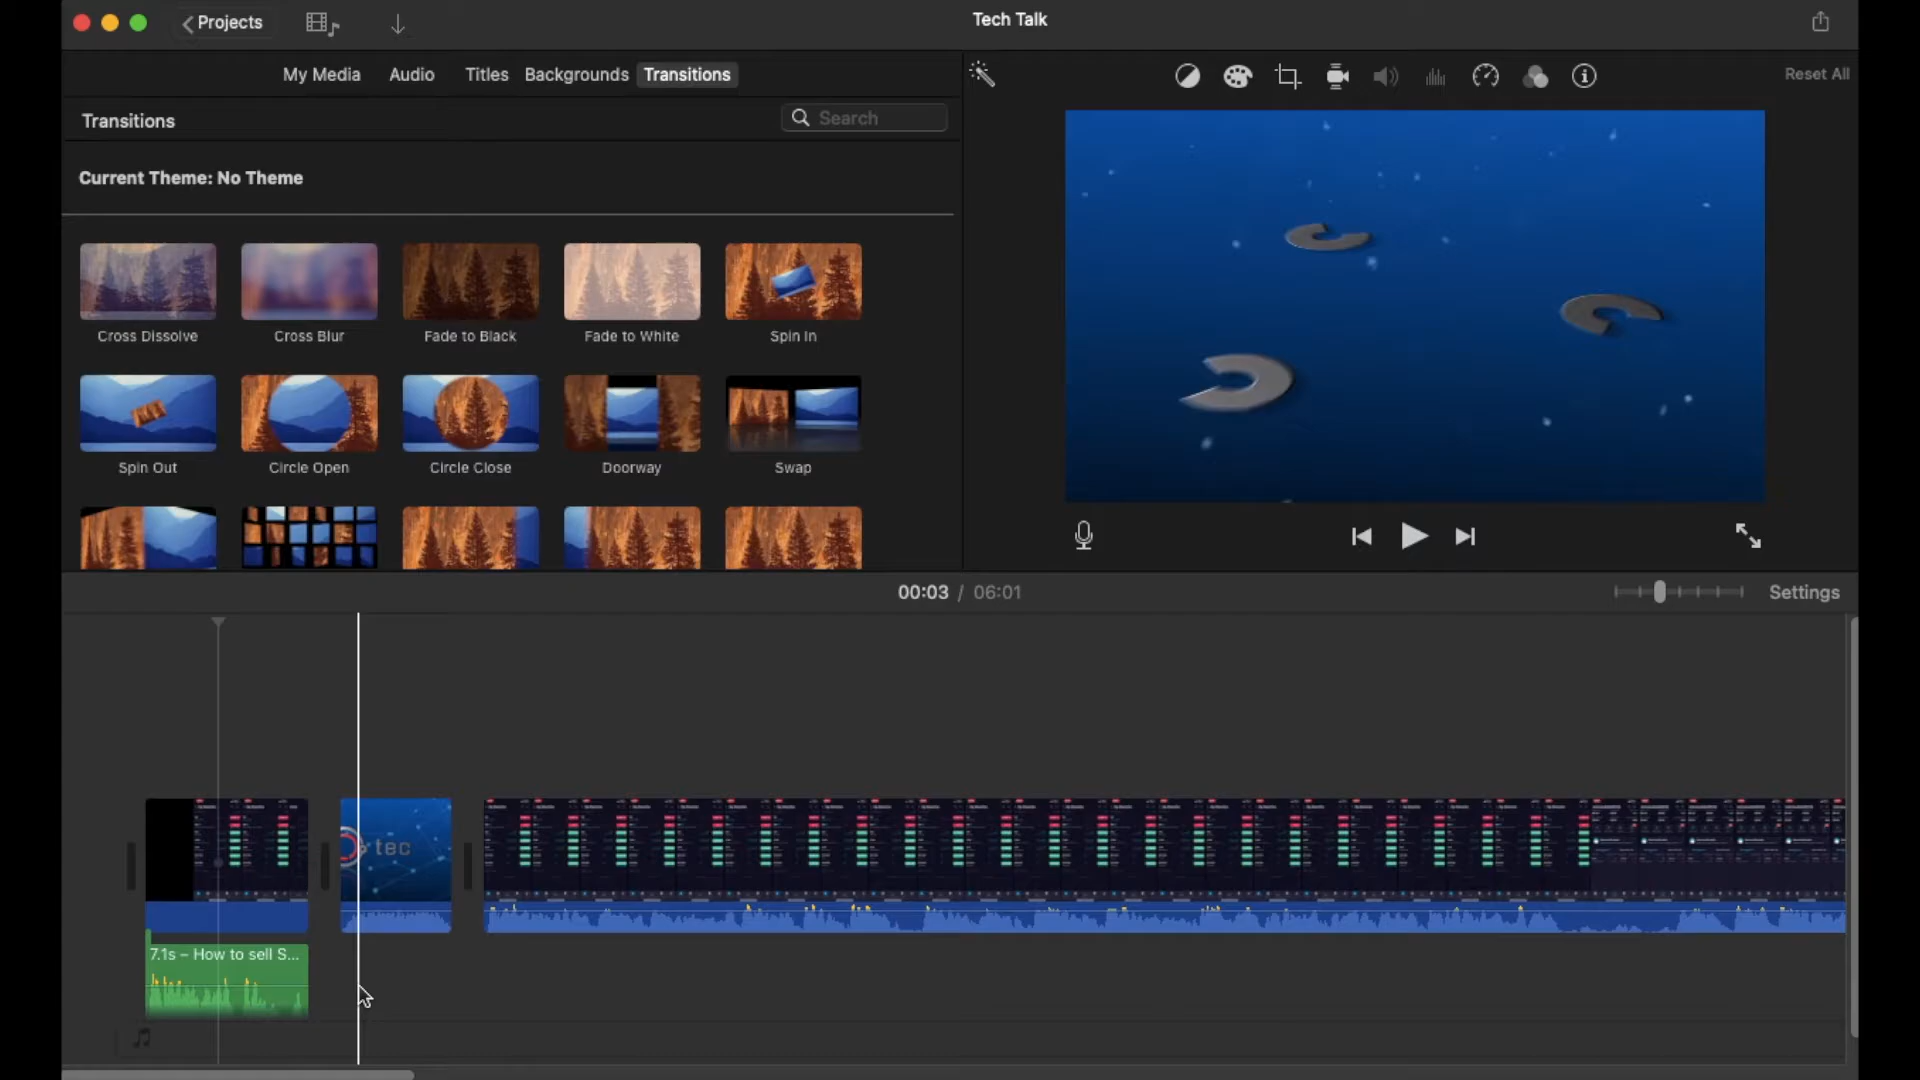 Projects
Tech Talk
My Media
Audio
Titles
Backgrounds
Transitions
Reset All
Transitions
Search
Current Theme: No Theme
Cross Dissolve
Cross Blur
Fade to Black
Fade to White
Spin In
Spin Out
Circle Open
Circle Close
Doorway
Swap
00:03 / 06:01
Settings
tec
7.1s – How to sell S...